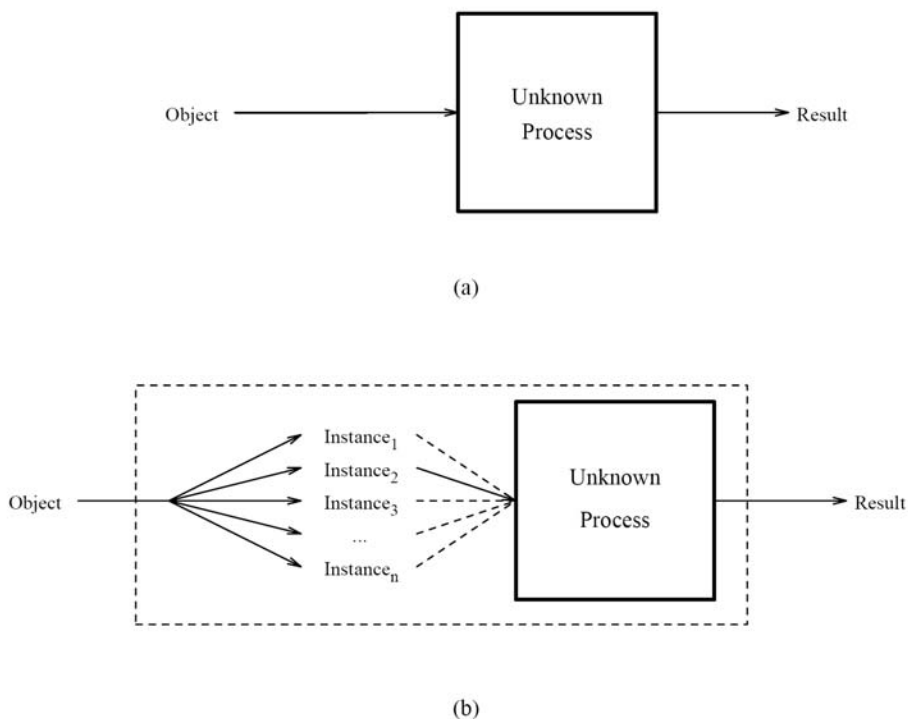 Object
Unknown
Process
Result
(a)
Object
Instance1
Instance2
Instance3
...
Instancen
Unknown
Process
Result
(b)